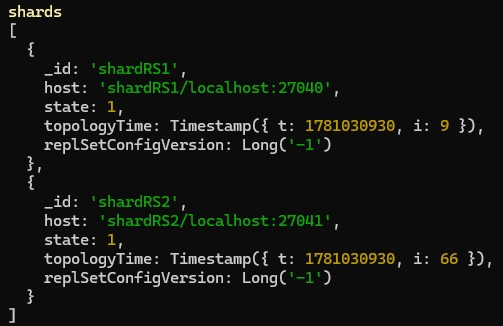 shards
[
  {
    _id: 'shardRS1',
    host: 'shardRS1/localhost:27040',
    state: 1,
    topologyTime: Timestamp({ t: 1781030930, i: 9 }),
    replSetConfigVersion: Long('-1')
  },
  {
    _id: 'shardRS2',
    host: 'shardRS2/localhost:27041',
    state: 1,
    topologyTime: Timestamp({ t: 1781030930, i: 66 }),
    replSetConfigVersion: Long('-1')
  }
]